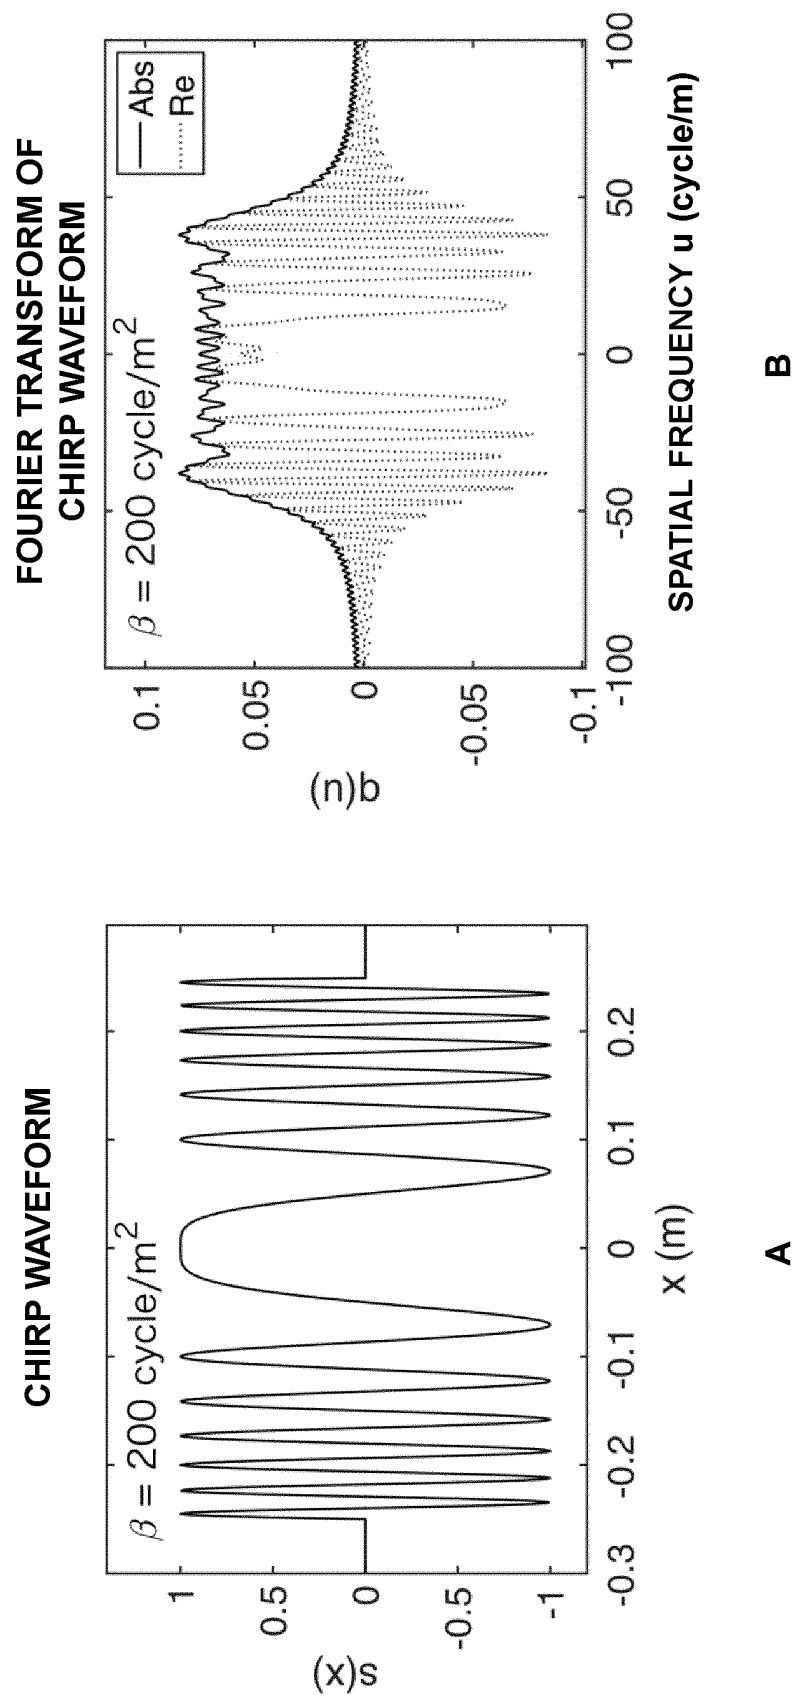 CHIRP WAVEFORM
β = 200 cycle/m²
s(x)
1
0.5
0
-0.5
-1
-0.3
-0.2
-0.1
0
0.1
0.2
x (m)
A
FOURIER TRANSFORM OF
CHIRP WAVEFORM
β = 200 cycle/m²
Abs
Re
q(u)
0.1
0.05
0
-0.05
-0.1
-100
-50
0
50
100
SPATIAL FREQUENCY u (cycle/m)
B